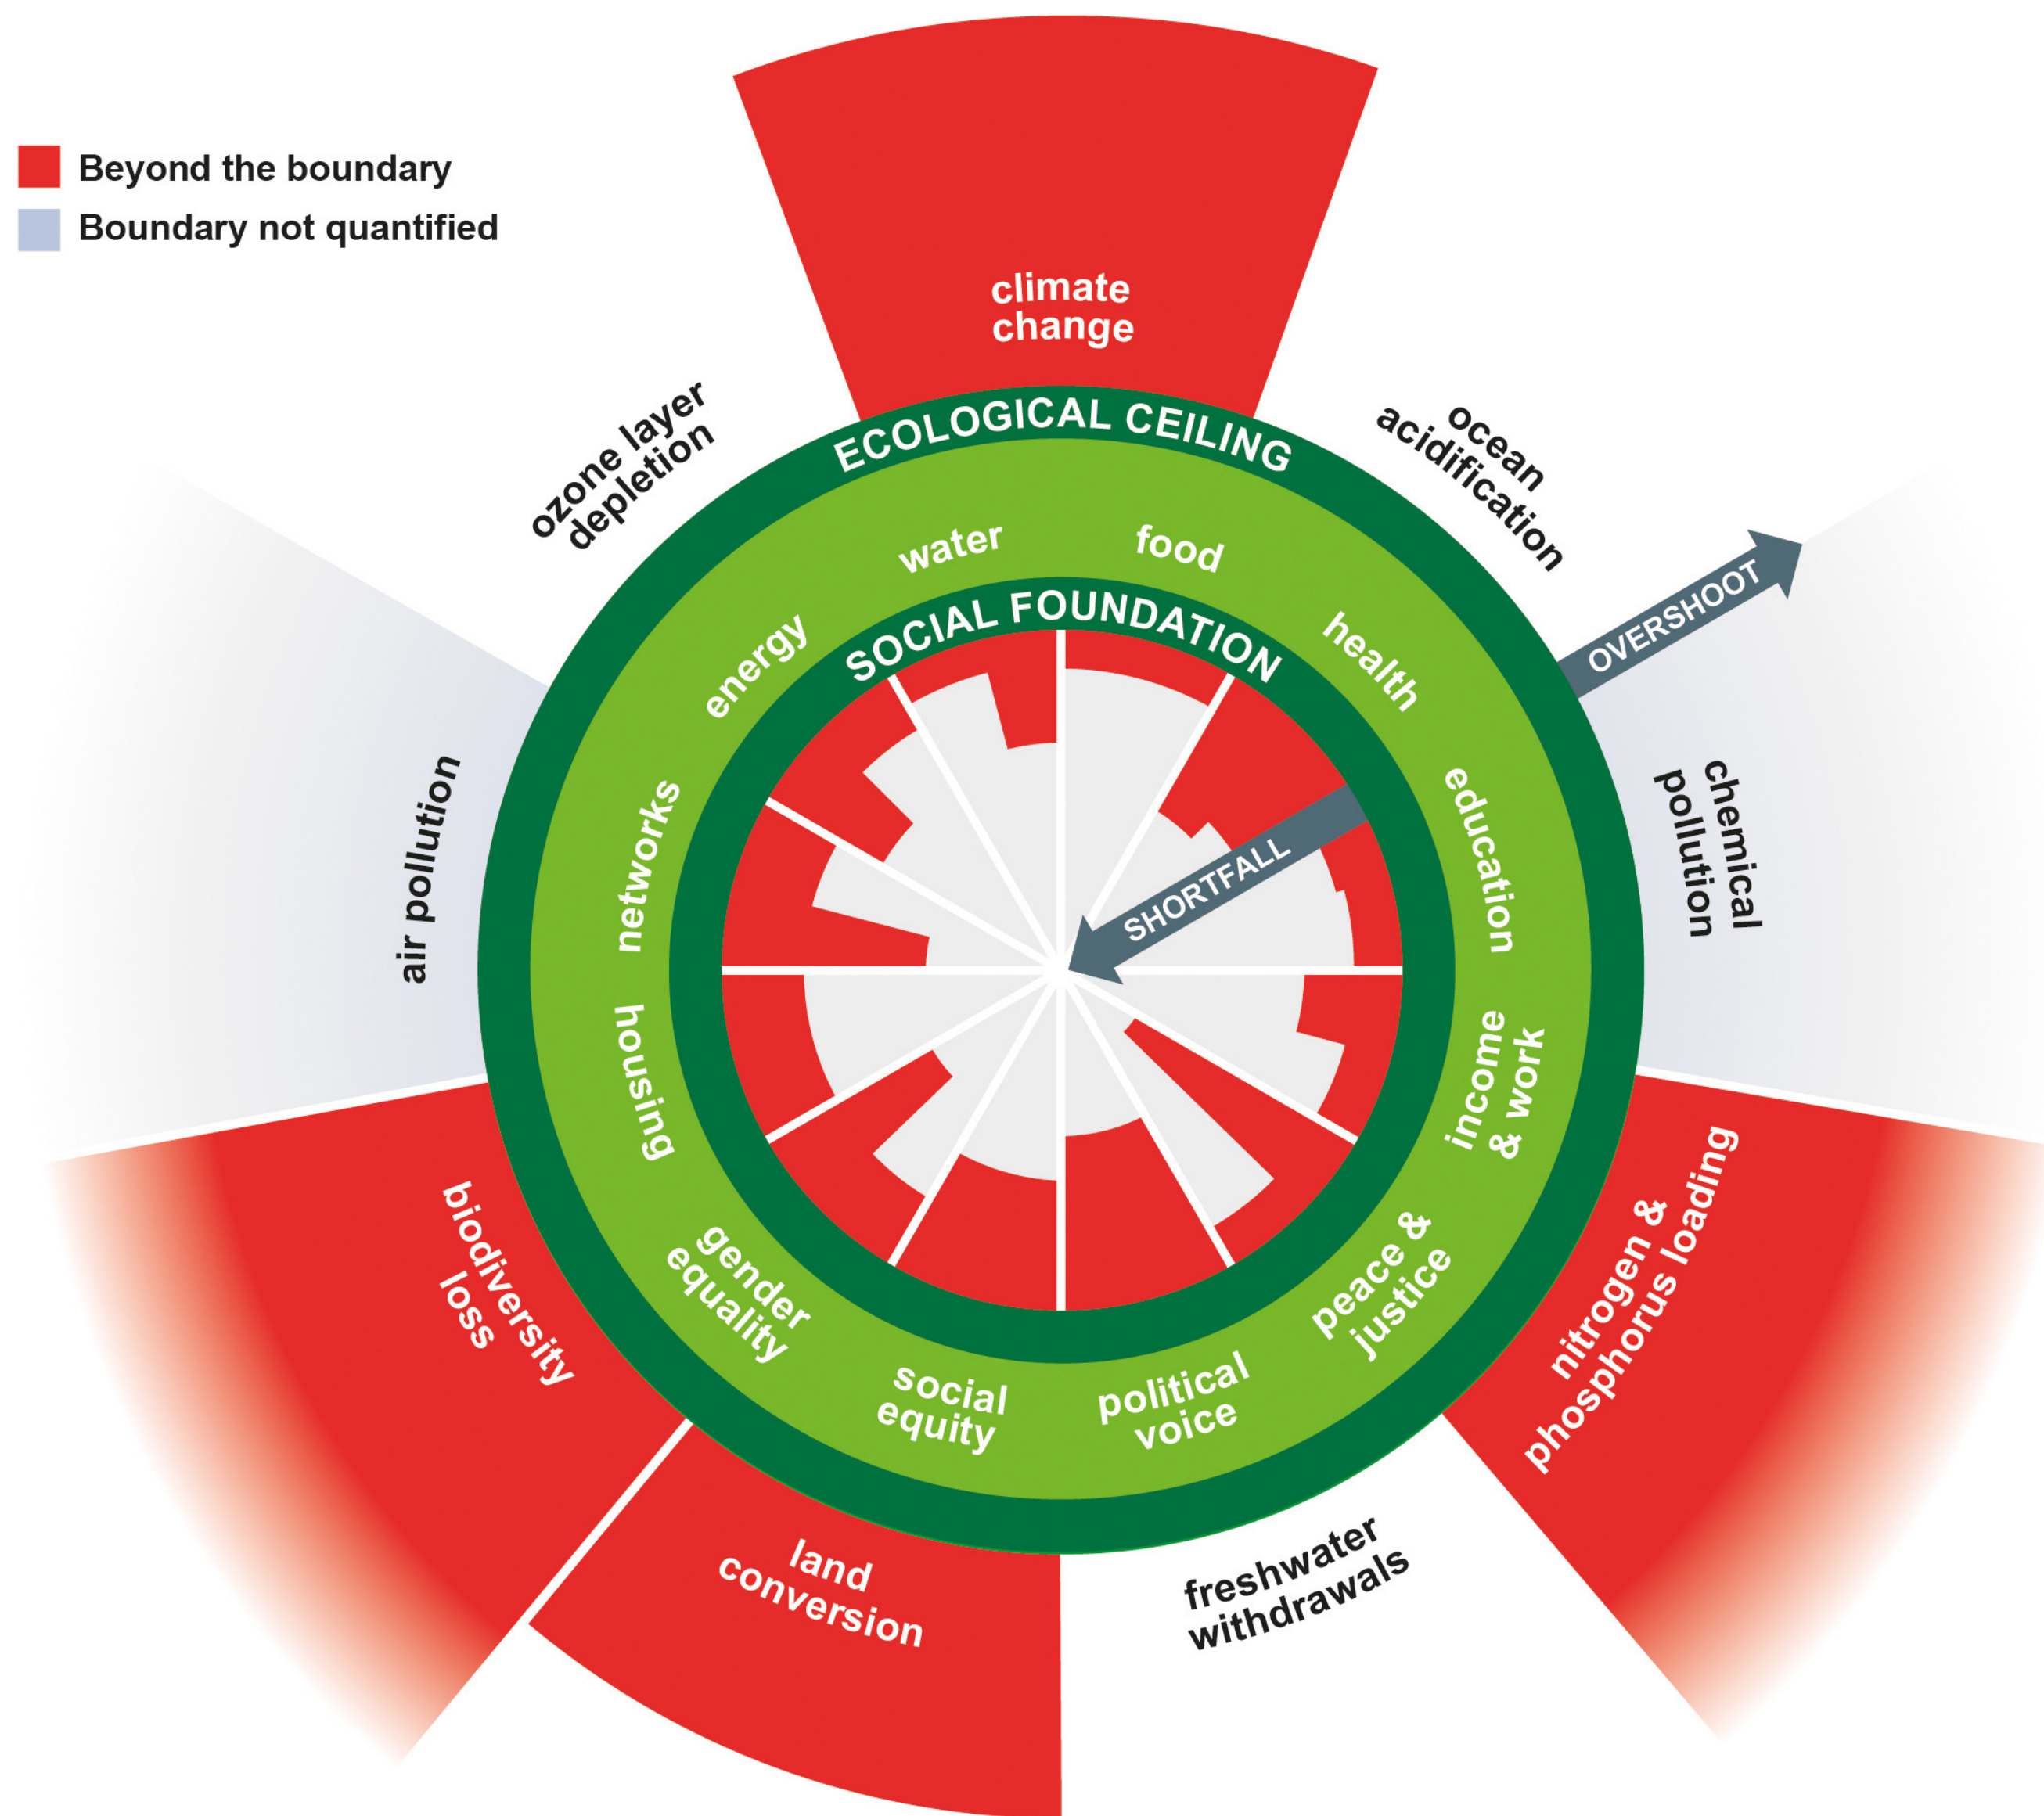 Beyond the boundary
Boundary not quantified
climate
change
ocean
acidification
chemical
pollution
nitrogen &
phosphorus loading
freshwater
withdrawals
land
conversion
biodiversity
loss
air pollution
ozone layer
depletion
ECOLOGICAL CEILING
OVERSHOOT
water
food
health
education
income
& work
peace &
justice
political
voice
social
equity
gender
equality
housing
networks
energy
SOCIAL FOUNDATION
SHORTFALL